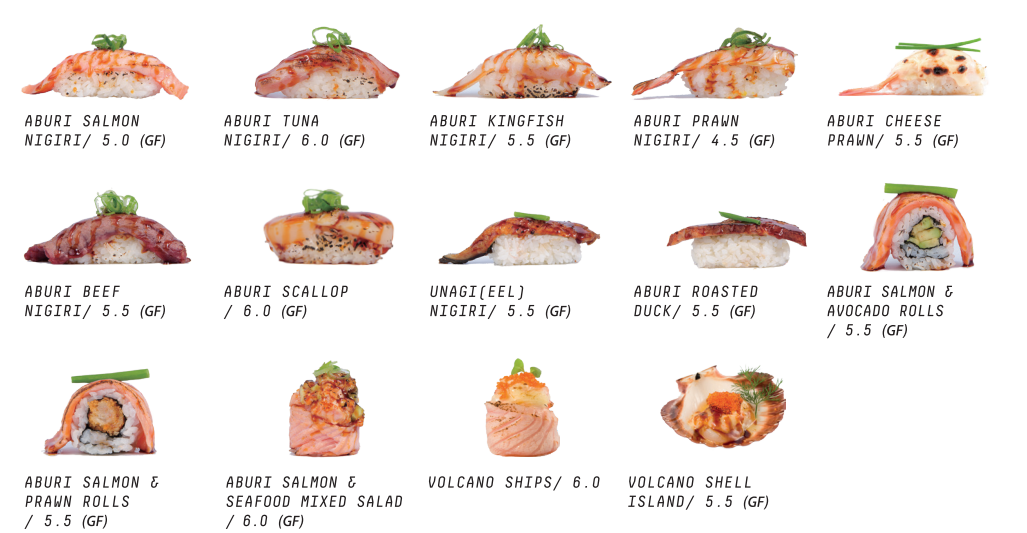 ABURI SALMON
NIGIRI/ 5.0 (GF)
ABURI TUNA
NIGIRI/ 6.0 (GF)
ABURI KINGFISH
NIGIRI/ 5.5 (GF)
ABURI PRAWN
NIGIRI/ 4.5 (GF)
ABURI CHEESE
PRAWN/ 5.5 (GF)
ABURI BEEF
NIGIRI/ 5.5 (GF)
ABURI SCALLOP
/ 6.0 (GF)
UNAGI(EEL)
NIGIRI/ 5.5 (GF)
ABURI ROASTED
DUCK/ 5.5 (GF)
ABURI SALMON &
AVOCADO ROLLS
/ 5.5 (GF)
ABURI SALMON &
PRAWN ROLLS
/ 5.5 (GF)
ABURI SALMON &
SEAFOOD MIXED SALAD
/ 6.0 (GF)
VOLCANO SHIPS/ 6.0
VOLCANO SHELL
ISLAND/ 5.5 (GF)